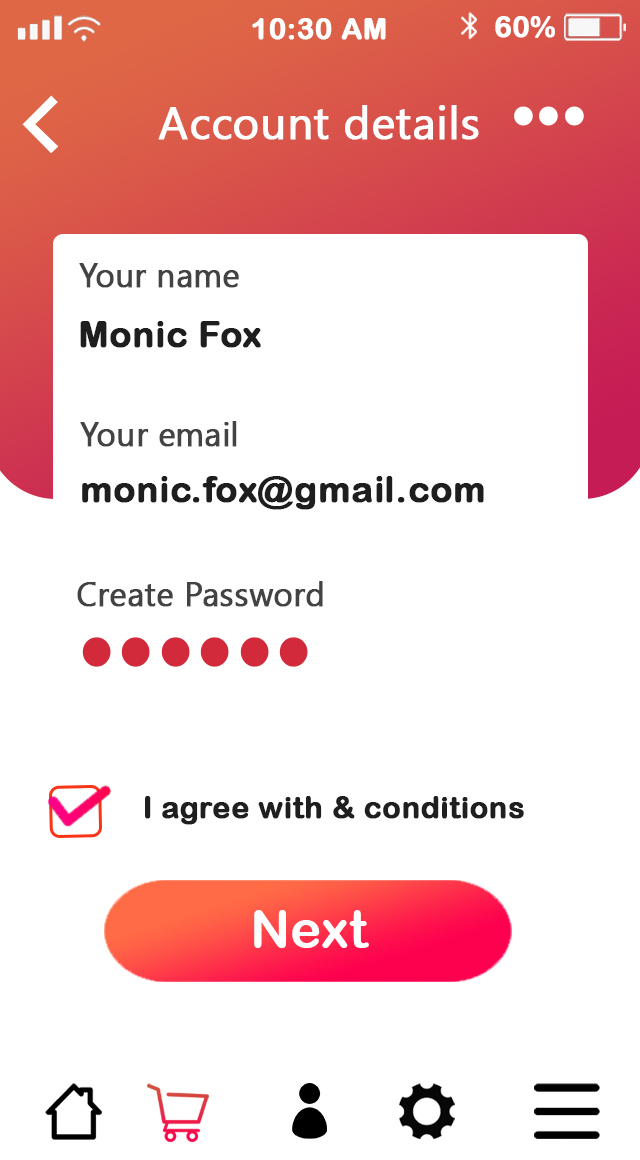 10:30 AM 60%
Account details
Your name
Monic Fox
Your email
monic.fox@gmail.com
Create Password
I agree with & conditions
Next